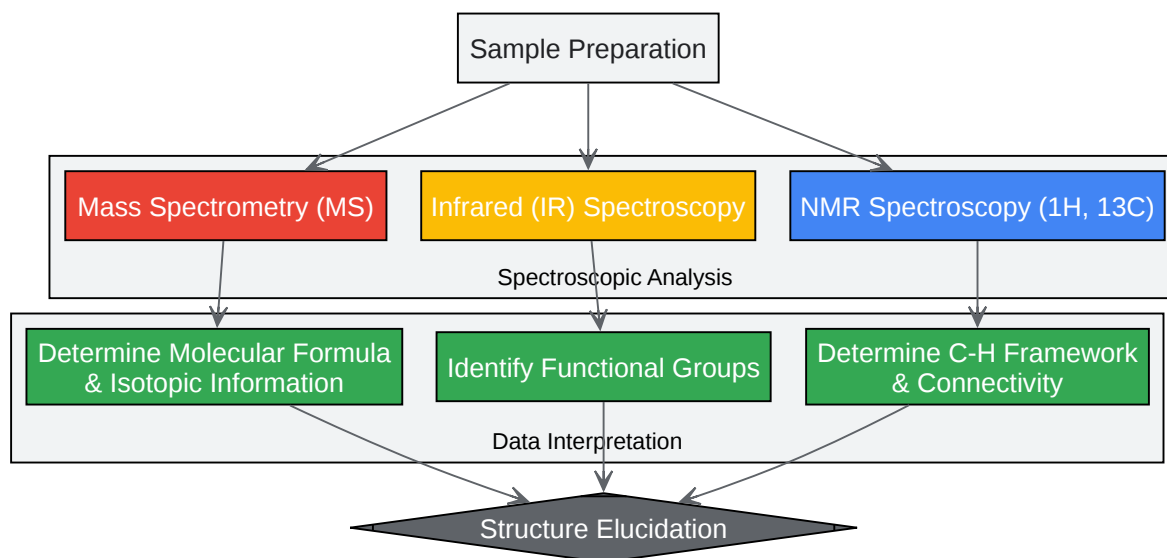 Sample Preparation
Mass Spectrometry (MS)
Infrared (IR) Spectroscopy
NMR Spectroscopy (1H, 13C)
Spectroscopic Analysis
Determine Molecular Formula
& Isotopic Information
Identify Functional Groups
Determine C-H Framework
& Connectivity
Data Interpretation
Structure Elucidation